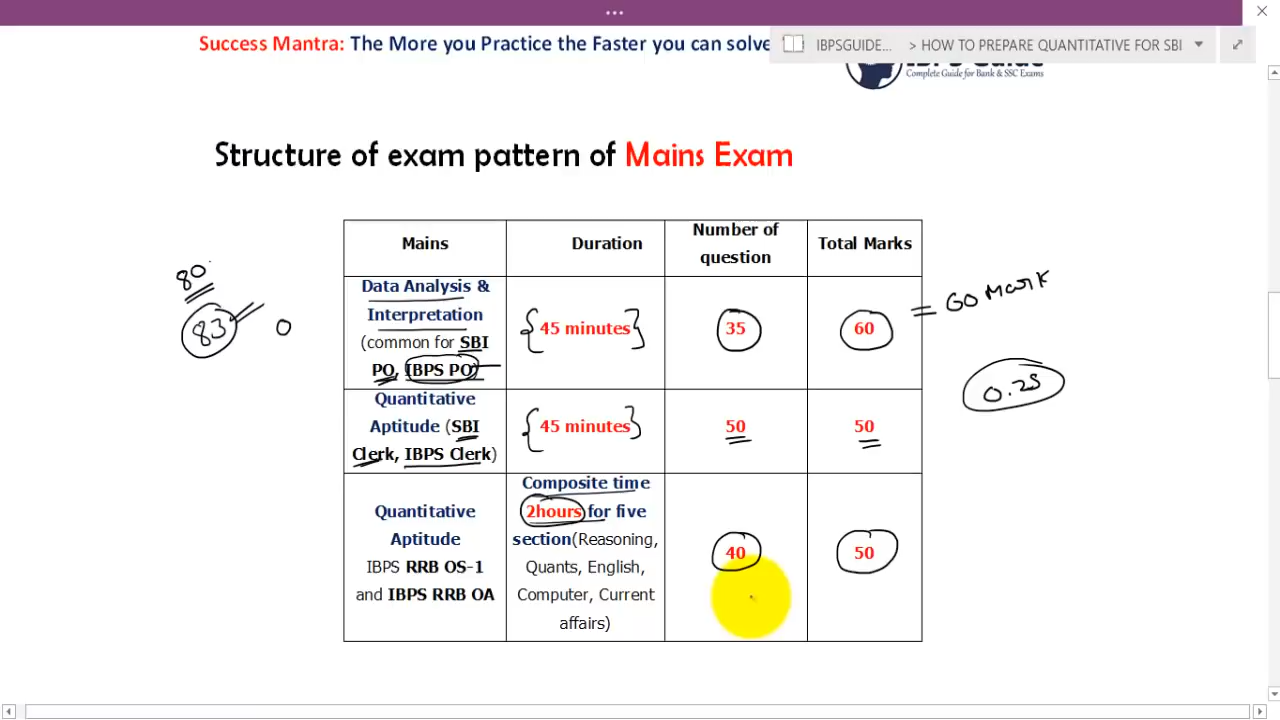 Success Mantra: The More you Practice the Faster you can solve
IBPSGUIDE... > HOW TO PREPARE QUANTITATIVE FOR SBI
IBPS Guide
Complete Guide for Bank & SSC Exams
Structure of exam pattern of Mains Exam
Mains
Duration
Number of
question
Total Marks
Data Analysis &
Interpretation
(common for SBI
PO, IBPS PO)
45 minutes
35
60
= 60 Mark
80
83
0
0.25
Quantitative
Aptitude (SBI
Clerk, IBPS Clerk)
45 minutes
50
50
Quantitative
Aptitude
IBPS RRB OS-1
and IBPS RRB OA
Composite time
2hours for five
section(Reasoning,
Quants, English,
Computer, Current
affairs)
40
50